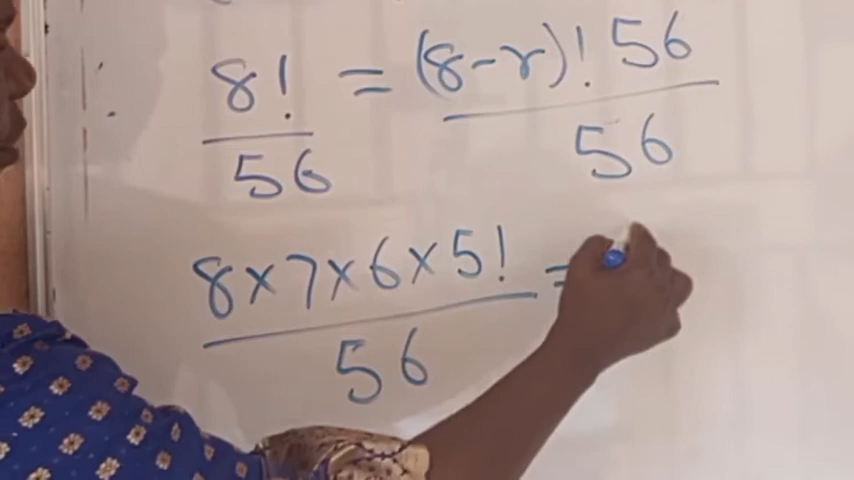 8! = (8-r)! 56
56 56
8×7×6×5! =
56